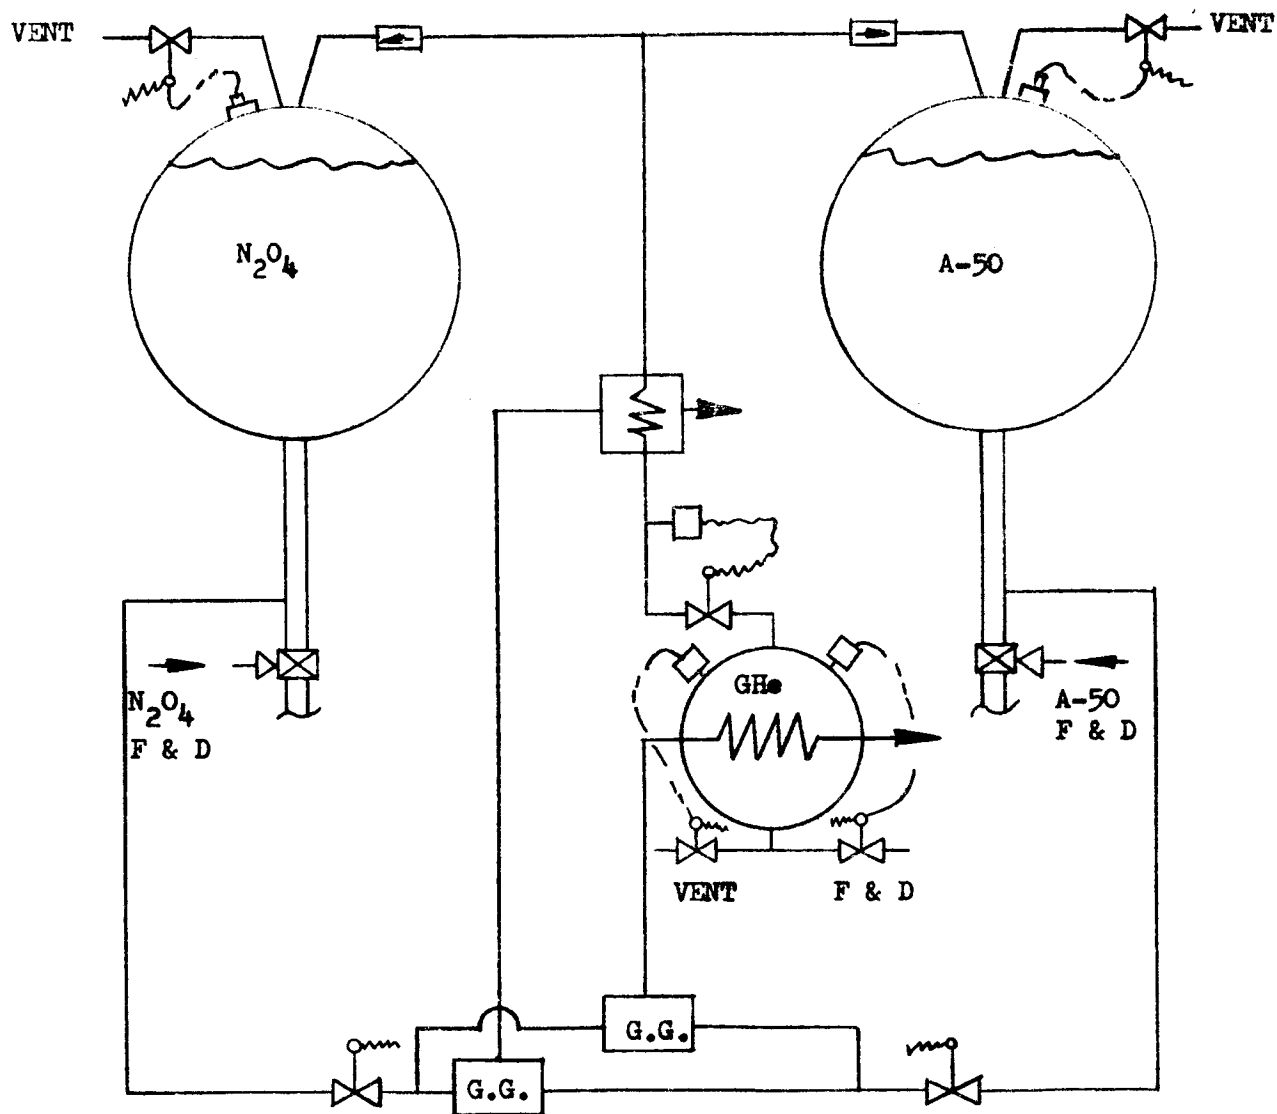 VENT
VENT
N₂O₄
A-50
GHe
N₂O₄
F & D
A-50
F & D
VENT
F & D
G.G.
G.G.